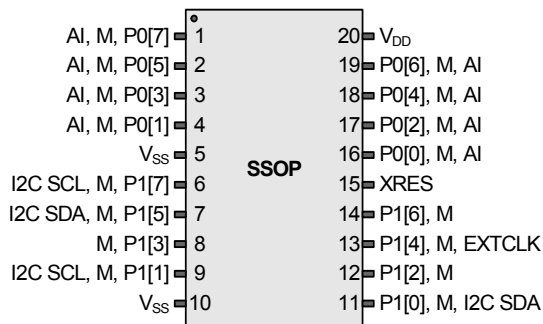 AI, M, P0[7] 1 20 VDD
AI, M, P0[5] 2 19 P0[6], M, AI
AI, M, P0[3] 3 18 P0[4], M, AI
AI, M, P0[1] 4 17 P0[2], M, AI
VSS 5 16 P0[0], M, AI
SSOP
I2C SCL, M, P1[7] 6 15 XRES
I2C SDA, M, P1[5] 7 14 P1[6], M
M, P1[3] 8 13 P1[4], M, EXTCLK
I2C SCL, M, P1[1] 9 12 P1[2], M
VSS 10 11 P1[0], M, I2C SDA